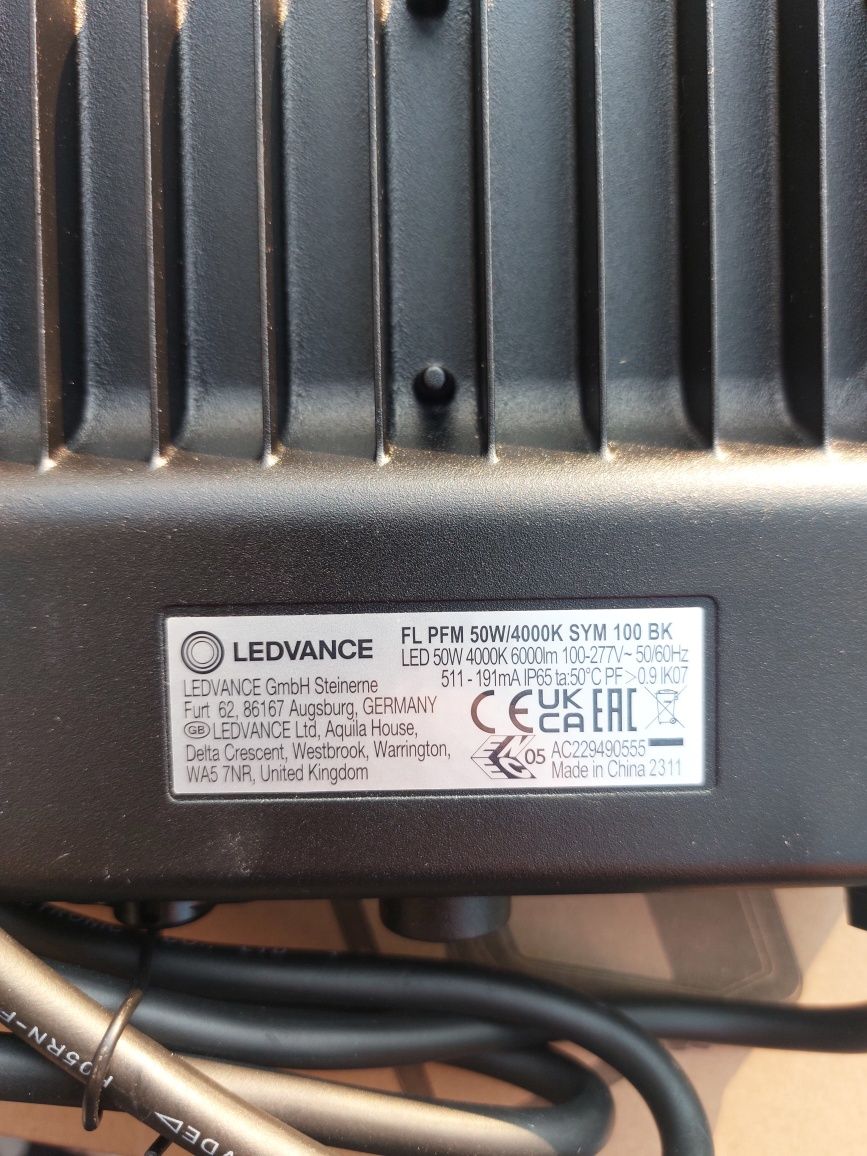 LEDVANCE
FL PFM 50W/4000K SYM 100 BK
LED 50W 4000K 6000lm 100-277V~ 50/60Hz
511 - 191mA IP65 ta:50°C PF>0.9 IK07
LEDVANCE GmbH Steinerne
Furt 62, 86167 Augsburg, GERMANY
GB LEDVANCE Ltd, Aquila House,
Delta Crescent, Westbrook, Warrington,
WA5 7NR, United Kingdom
CE UK CA EAC
05 AC229490555
Made in China 2311
05RN-F
VDE